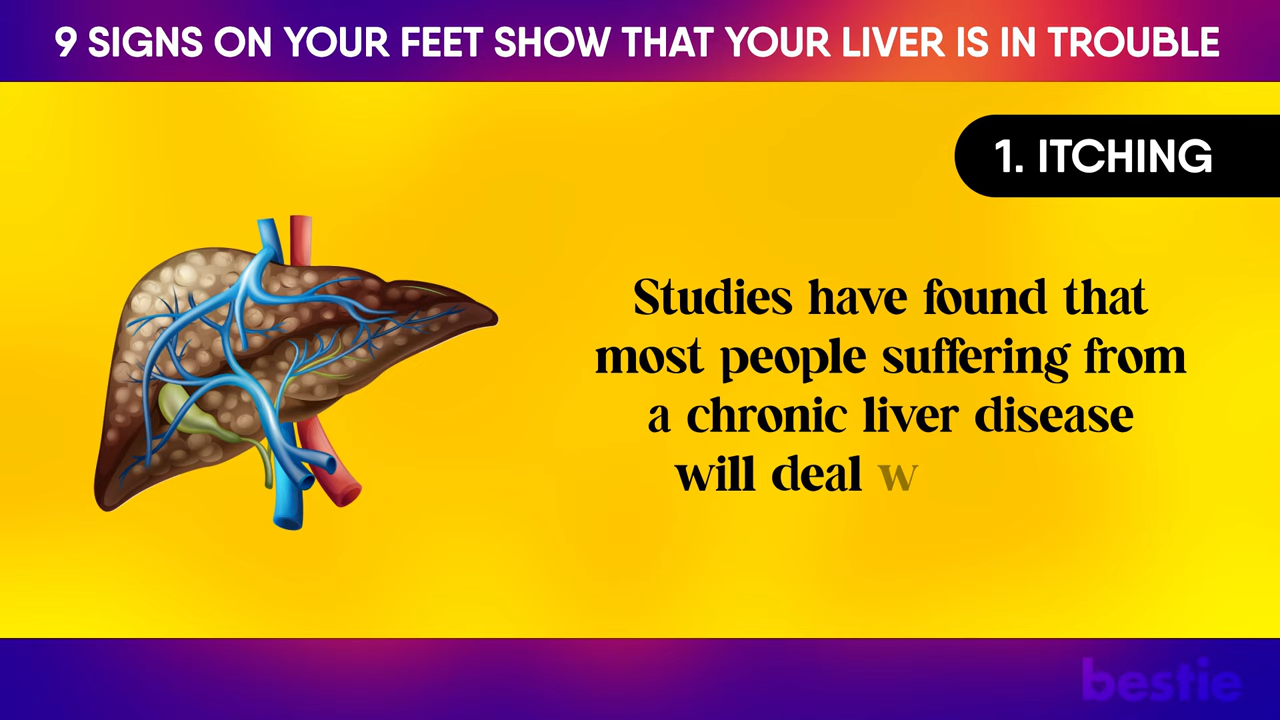 9 SIGNS ON YOUR FEET SHOW THAT YOUR LIVER IS IN TROUBLE
1. ITCHING
Studies have found that
most people suffering from
a chronic liver disease
will deal w
bestie